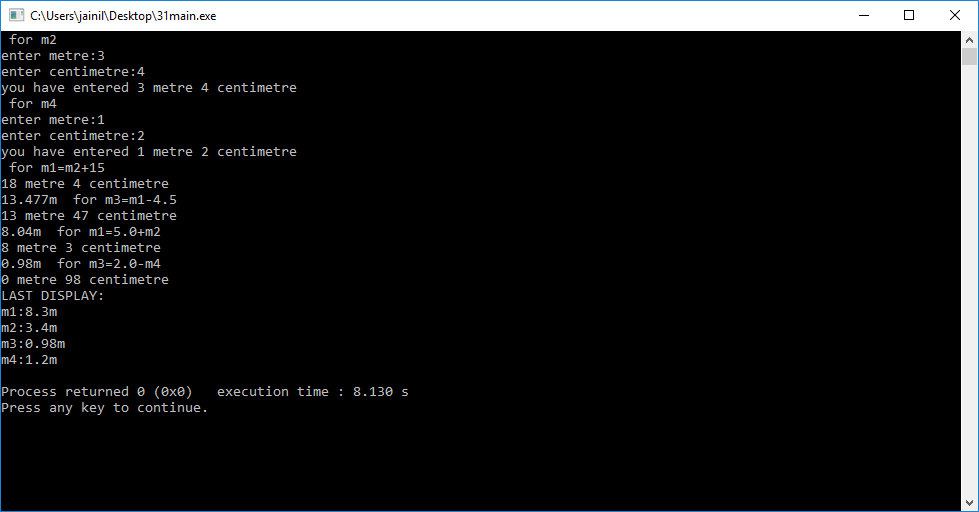 C:\Users\jainil\Desktop\31main.exe
 for m2
enter metre:3
enter centimetre:4
you have entered 3 metre 4 centimetre
 for m4
enter metre:1
enter centimetre:2
you have entered 1 metre 2 centimetre
 for m1=m2+15
18 metre 4 centimetre
13.477m  for m3=m1-4.5
13 metre 47 centimetre
8.04m  for m1=5.0+m2
8 metre 3 centimetre
0.98m  for m3=2.0-m4
0 metre 98 centimetre
LAST DISPLAY:
m1:8.3m
m2:3.4m
m3:0.98m
m4:1.2m
Process returned 0 (0x0)   execution time : 8.130 s
Press any key to continue.